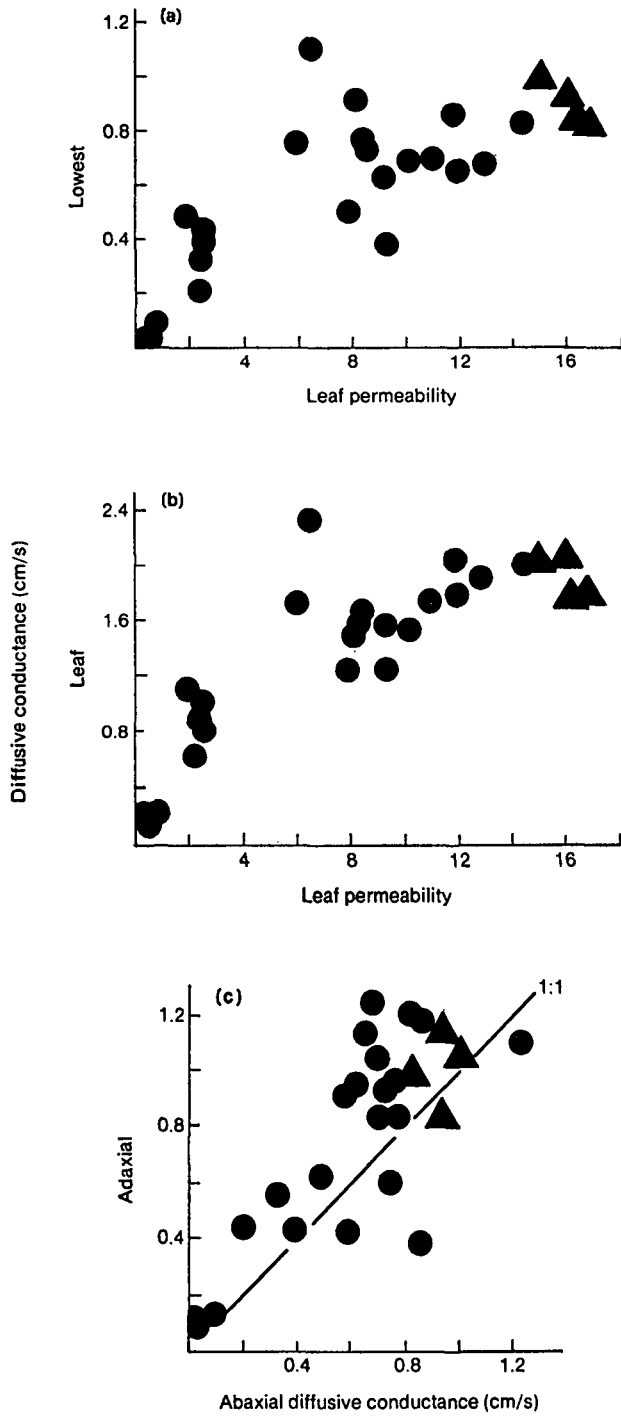 (a)
1.2
0.8
0.4
Lowest
4 8 12 16
Leaf permeability
(b)
2.4
1.6
0.8
Leaf
Diffusive conductance (cm/s)
4 8 12 16
Leaf permeability
(c)
1:1
1.2
0.8
0.4
Adaxial
0.4 0.8 1.2
Abaxial diffusive conductance (cm/s)